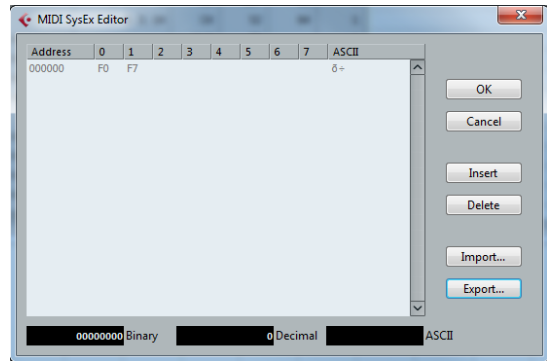 MIDI SysEx Editor
Address 0 1 2 3 4 5 6 7 ASCII
000000 F0 F7 ð÷
OK
Cancel
Insert
Delete
Import...
Export...
00000000 Binary 0 Decimal ASCII